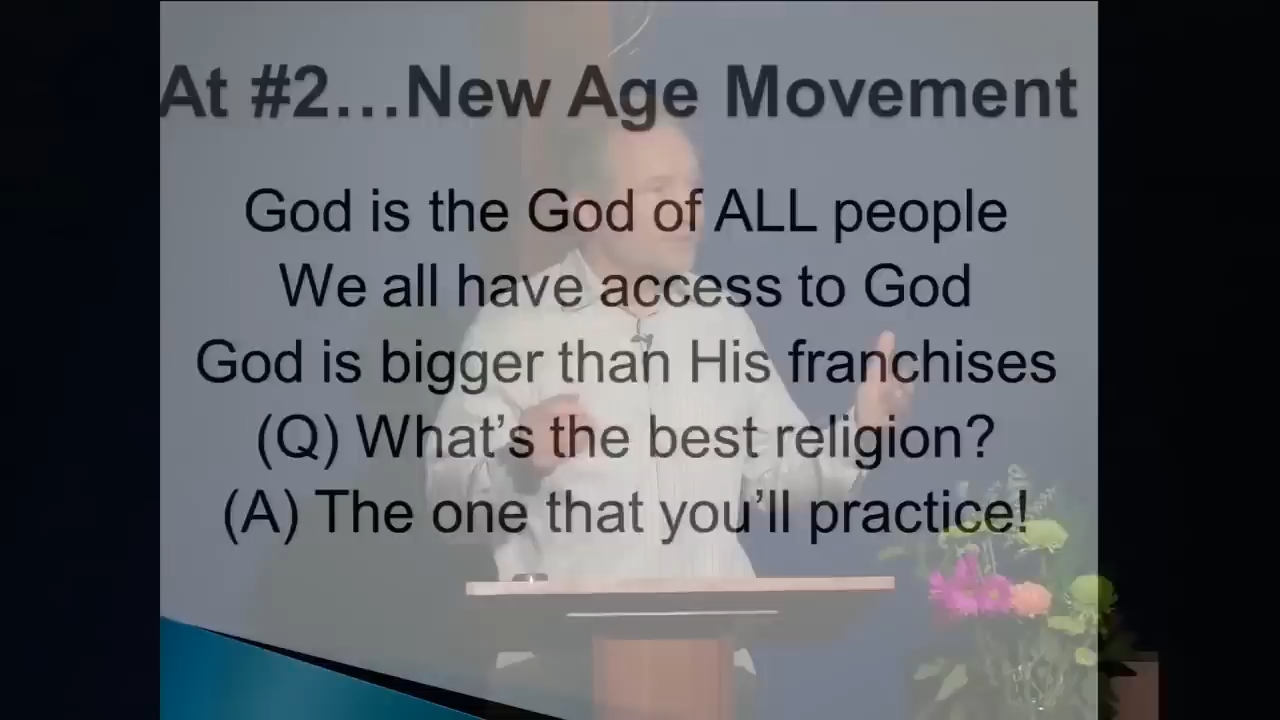 At #2…New Age Movement
God is the God of ALL people
We all have access to God
God is bigger than His franchises
(Q) What’s the best religion?
(A) The one that you’ll practice!